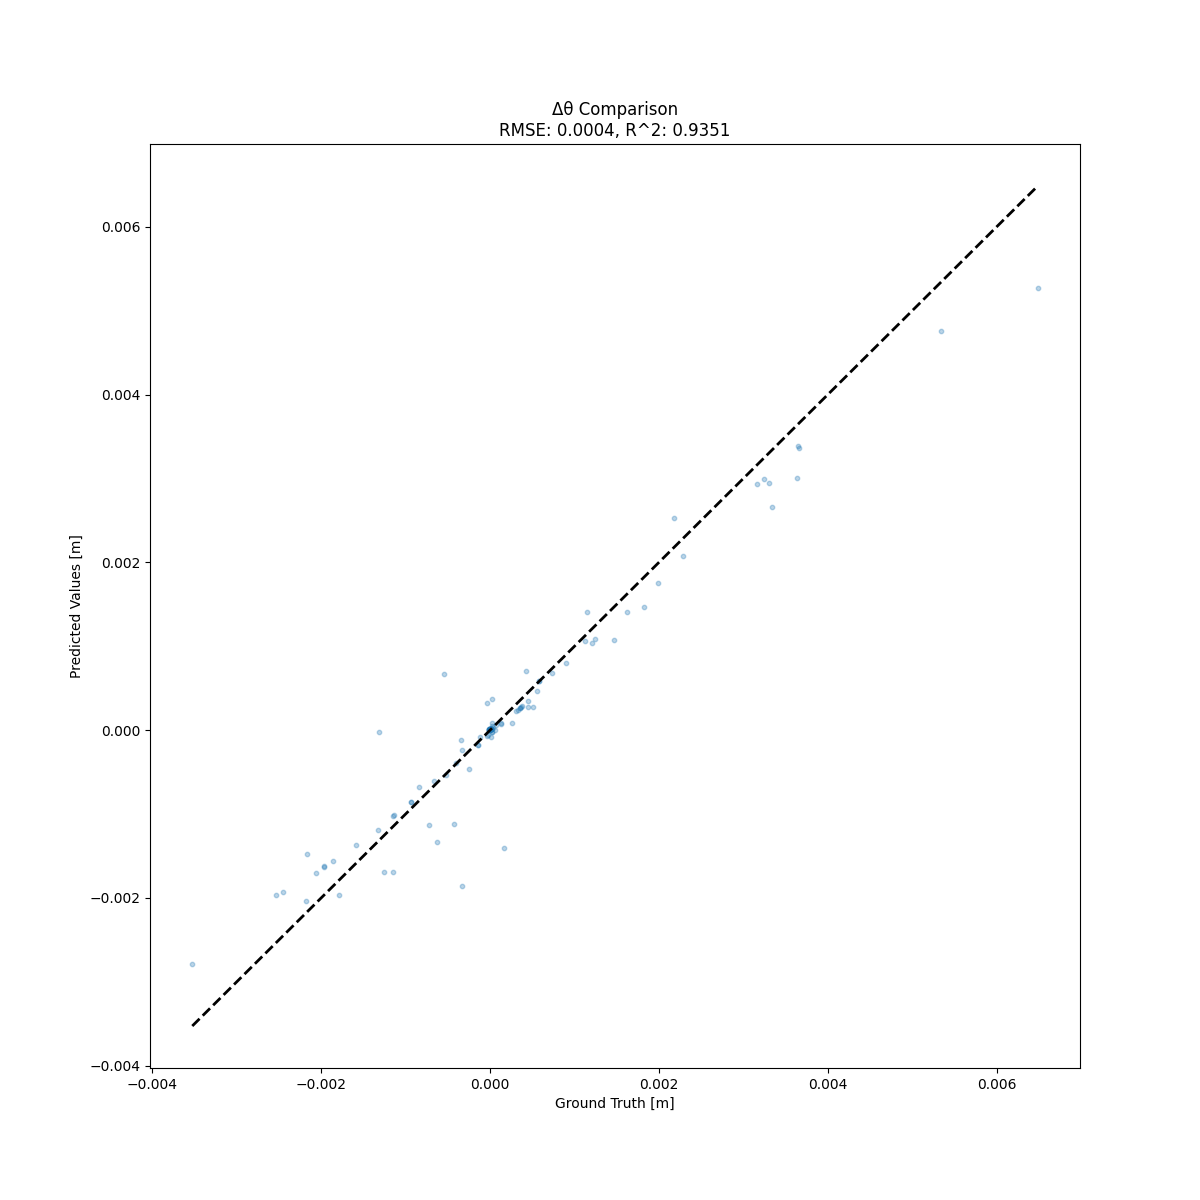 Δθ Comparison
RMSE: 0.0004, R^2: 0.9351
0.006
0.004
0.002
0.000
−0.002
−0.004
Predicted Values [m]
−0.004 −0.002 0.000 0.002 0.004 0.006
Ground Truth [m]